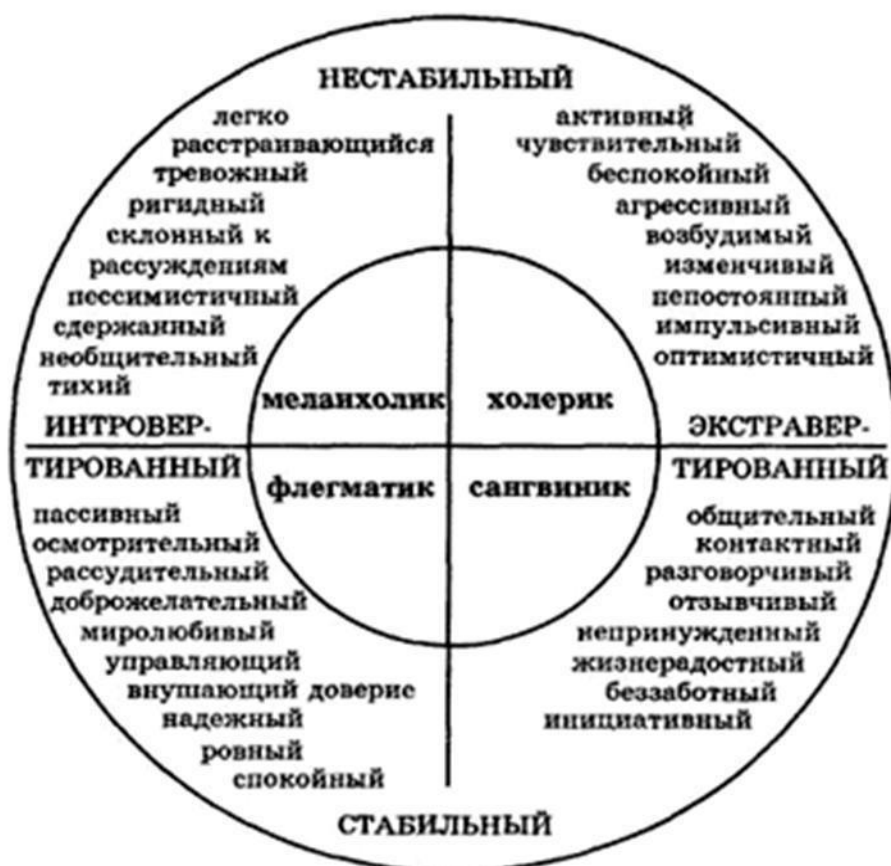 НЕСТАБИЛЬНЫЙ
легко
расстраивающийся
тревожный
ригидный
склонный к
рассуждениям
пессимистичный
сдержанный
необщительный
тихий
активный
чувствительный
беспокойный
агрессивный
возбудимый
изменчивый
непостоянный
импульсивный
оптимистичный
меланхолик
холерик
ИНТРОВЕР-
ТИРОВАННЫЙ
ЭКСТРАВЕР-
ТИРОВАННЫЙ
флегматик
сангвиник
пассивный
осмотрительный
рассудительный
доброжелательный
миролюбивый
управляющий
внушающий доверие
надежный
ровный
спокойный
общительный
контактный
разговорчивый
отзывчивый
непринужденный
жизнерадостный
беззаботный
инициативный
СТАБИЛЬНЫЙ